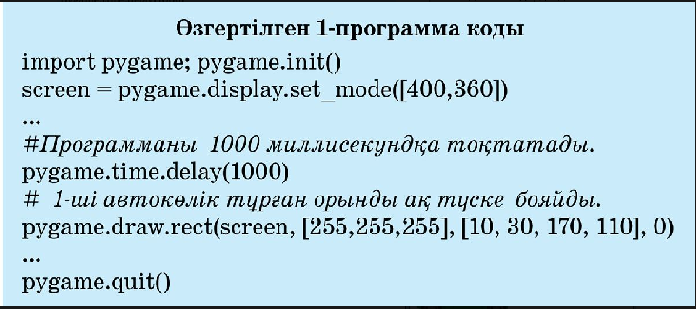 Өзгертілген 1-программа коды
import pygame; pygame.init()
screen = pygame.display.set_mode([400,360])
...
#Программаны 1000 миллисекундқа тоқтатады.
pygame.time.delay(1000)
# 1-ші автокөлік тұрған орынды ақ түске бояйды.
pygame.draw.rect(screen, [255,255,255], [10, 30, 170, 110], 0)
...
pygame.quit()